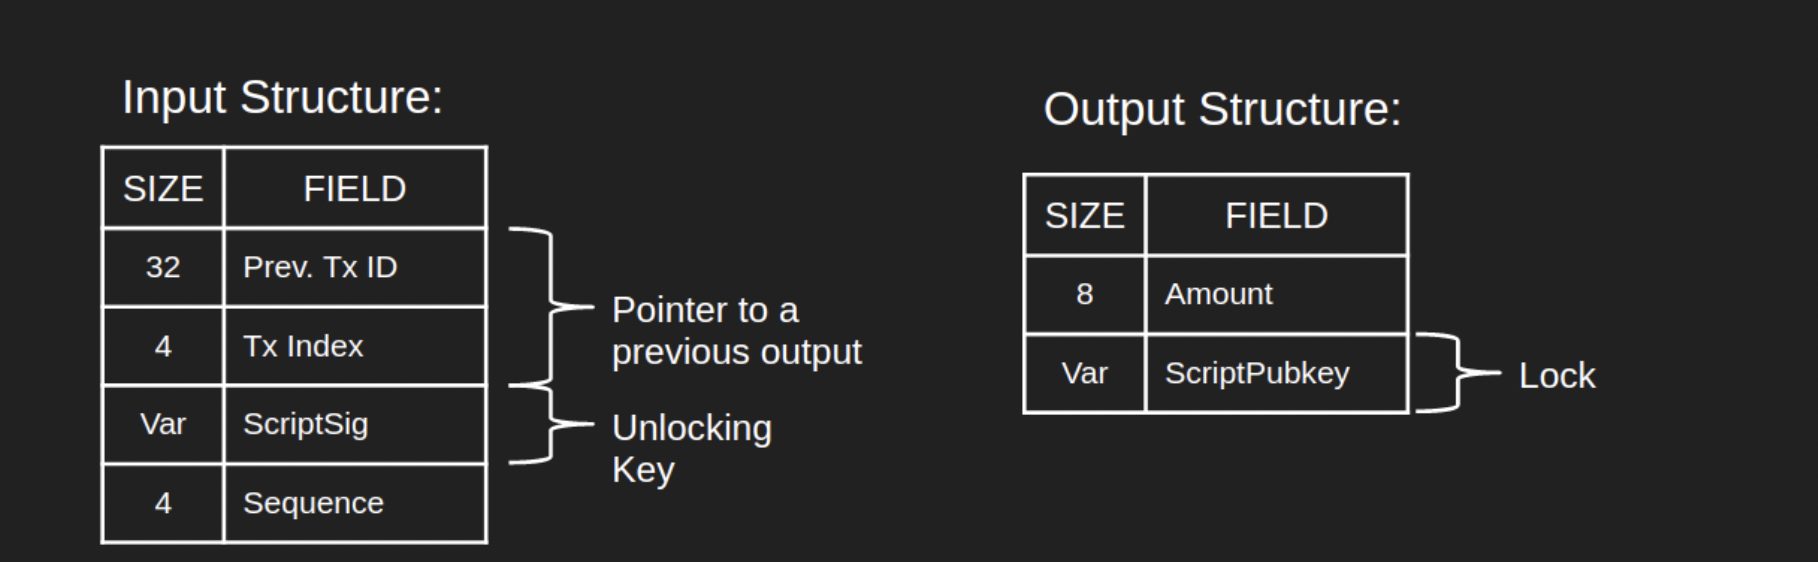 Input Structure:
SIZE FIELD
32 Prev. Tx ID
4 Tx Index
Var ScriptSig
4 Sequence
Pointer to a
previous output
Unlocking
Key
Output Structure:
SIZE FIELD
8 Amount
Var ScriptPubkey
Lock